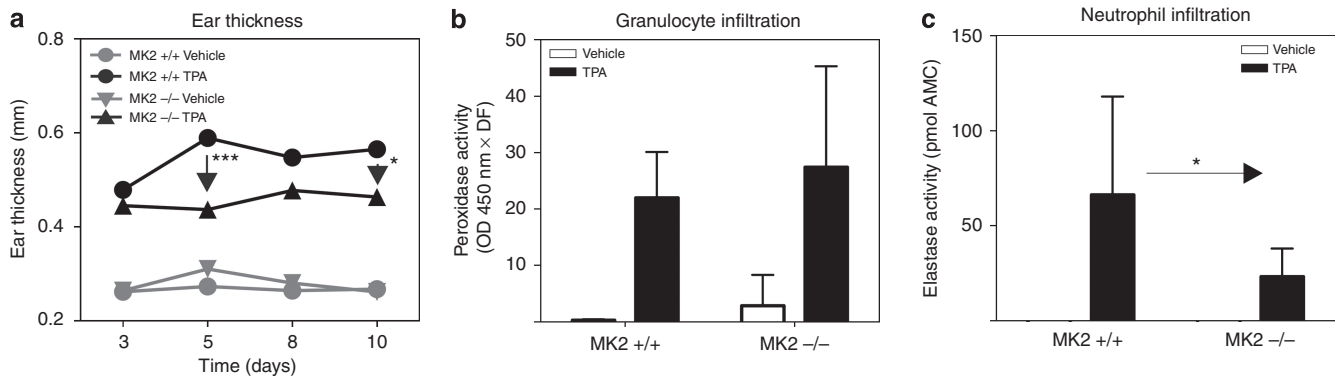 a
Ear thickness
0.8
0.6
0.4
0.2
Ear thickness (mm)
MK2 +/+ Vehicle
MK2 +/+ TPA
MK2 –/– Vehicle
MK2 –/– TPA
***
*
3 5 8 10
Time (days)
b
Granulocyte infiltration
50
40
30
20
10
Peroxidase activity
(OD 450 nm × DF)
Vehicle
TPA
MK2 +/+ MK2 –/–
c
Neutrophil infiltration
150
100
50
Elastase activity (pmol AMC)
Vehicle
TPA
*
MK2 +/+ MK2 –/–